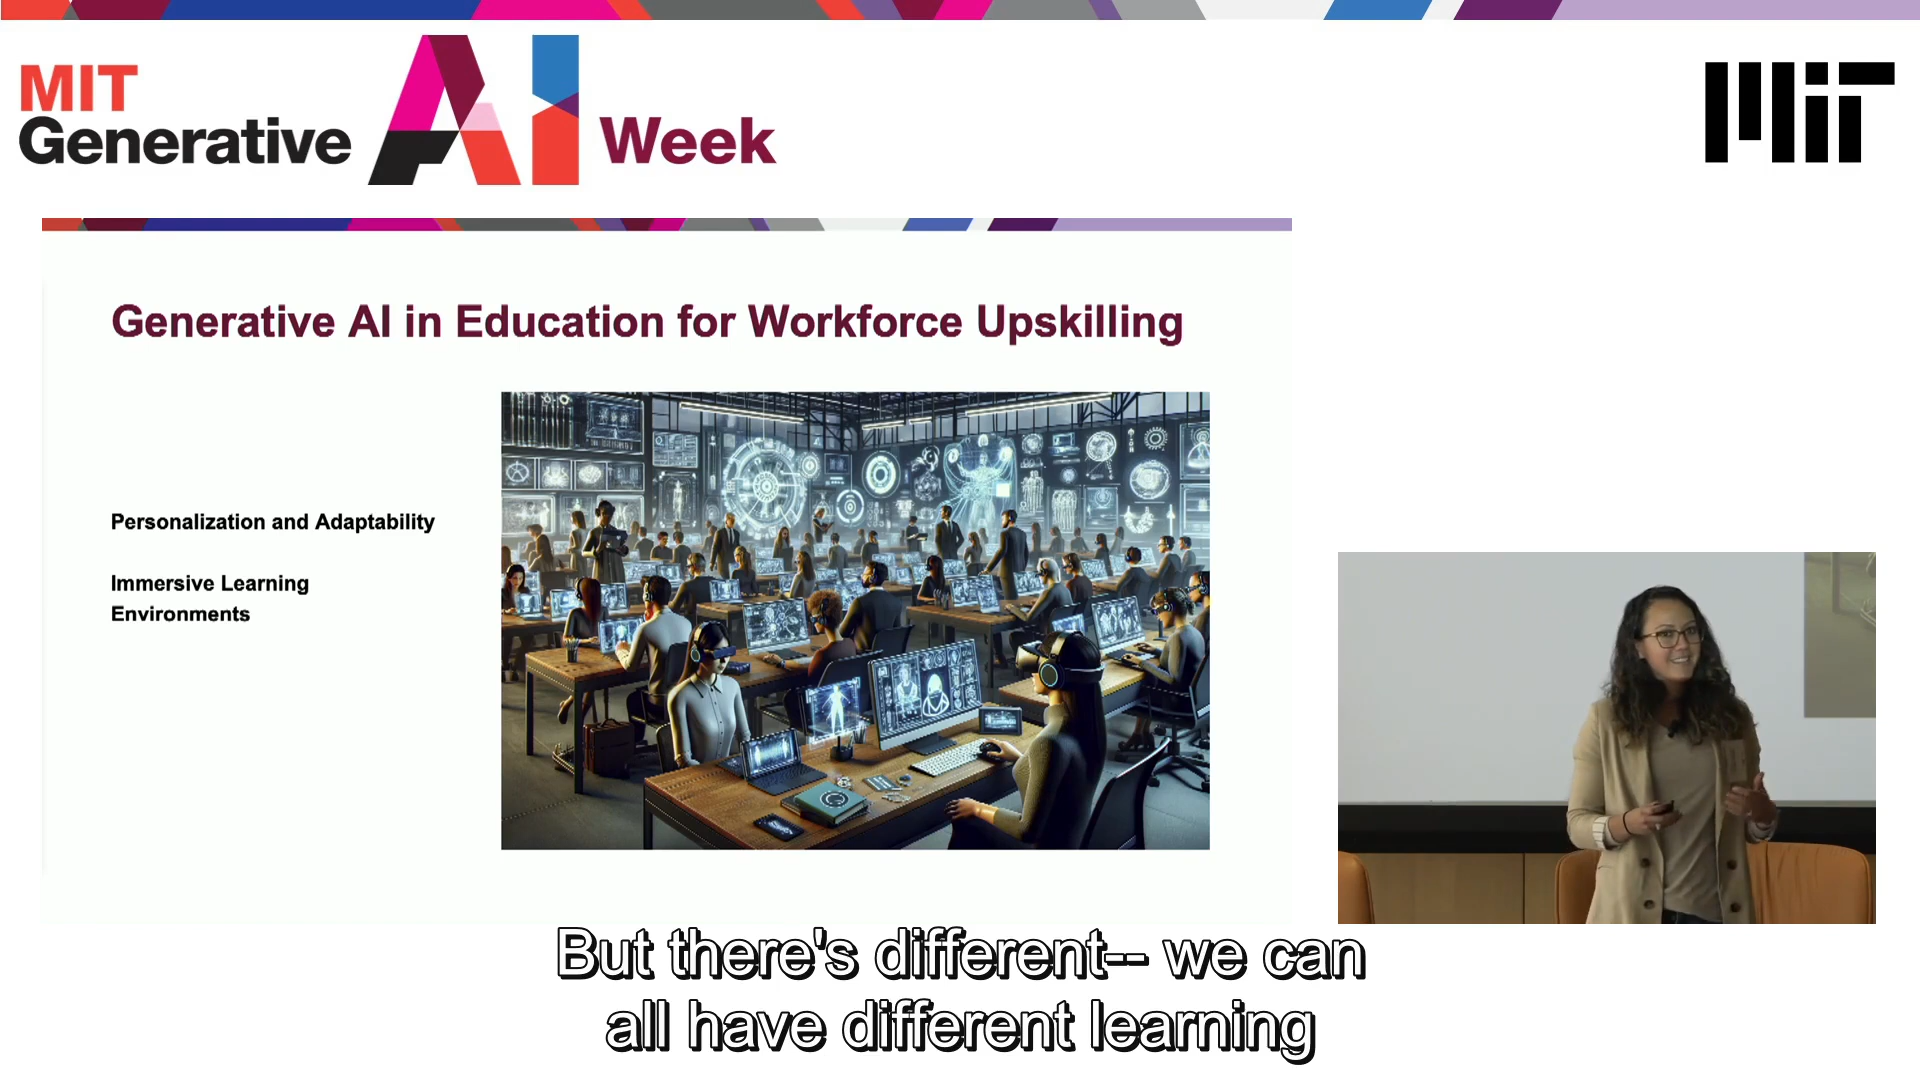 MIT
Generative AI Week
MIT
Generative AI in Education for Workforce Upskilling
Personalization and Adaptability
Immersive Learning
Environments
But there's different-- we can
all have different learning